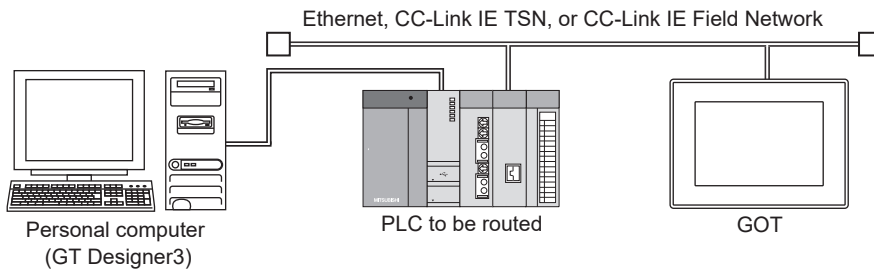 Ethernet, CC-Link IE TSN, or CC-Link IE Field Network
MITSUBISHI
Personal computer
(GT Designer3)
PLC to be routed
GOT